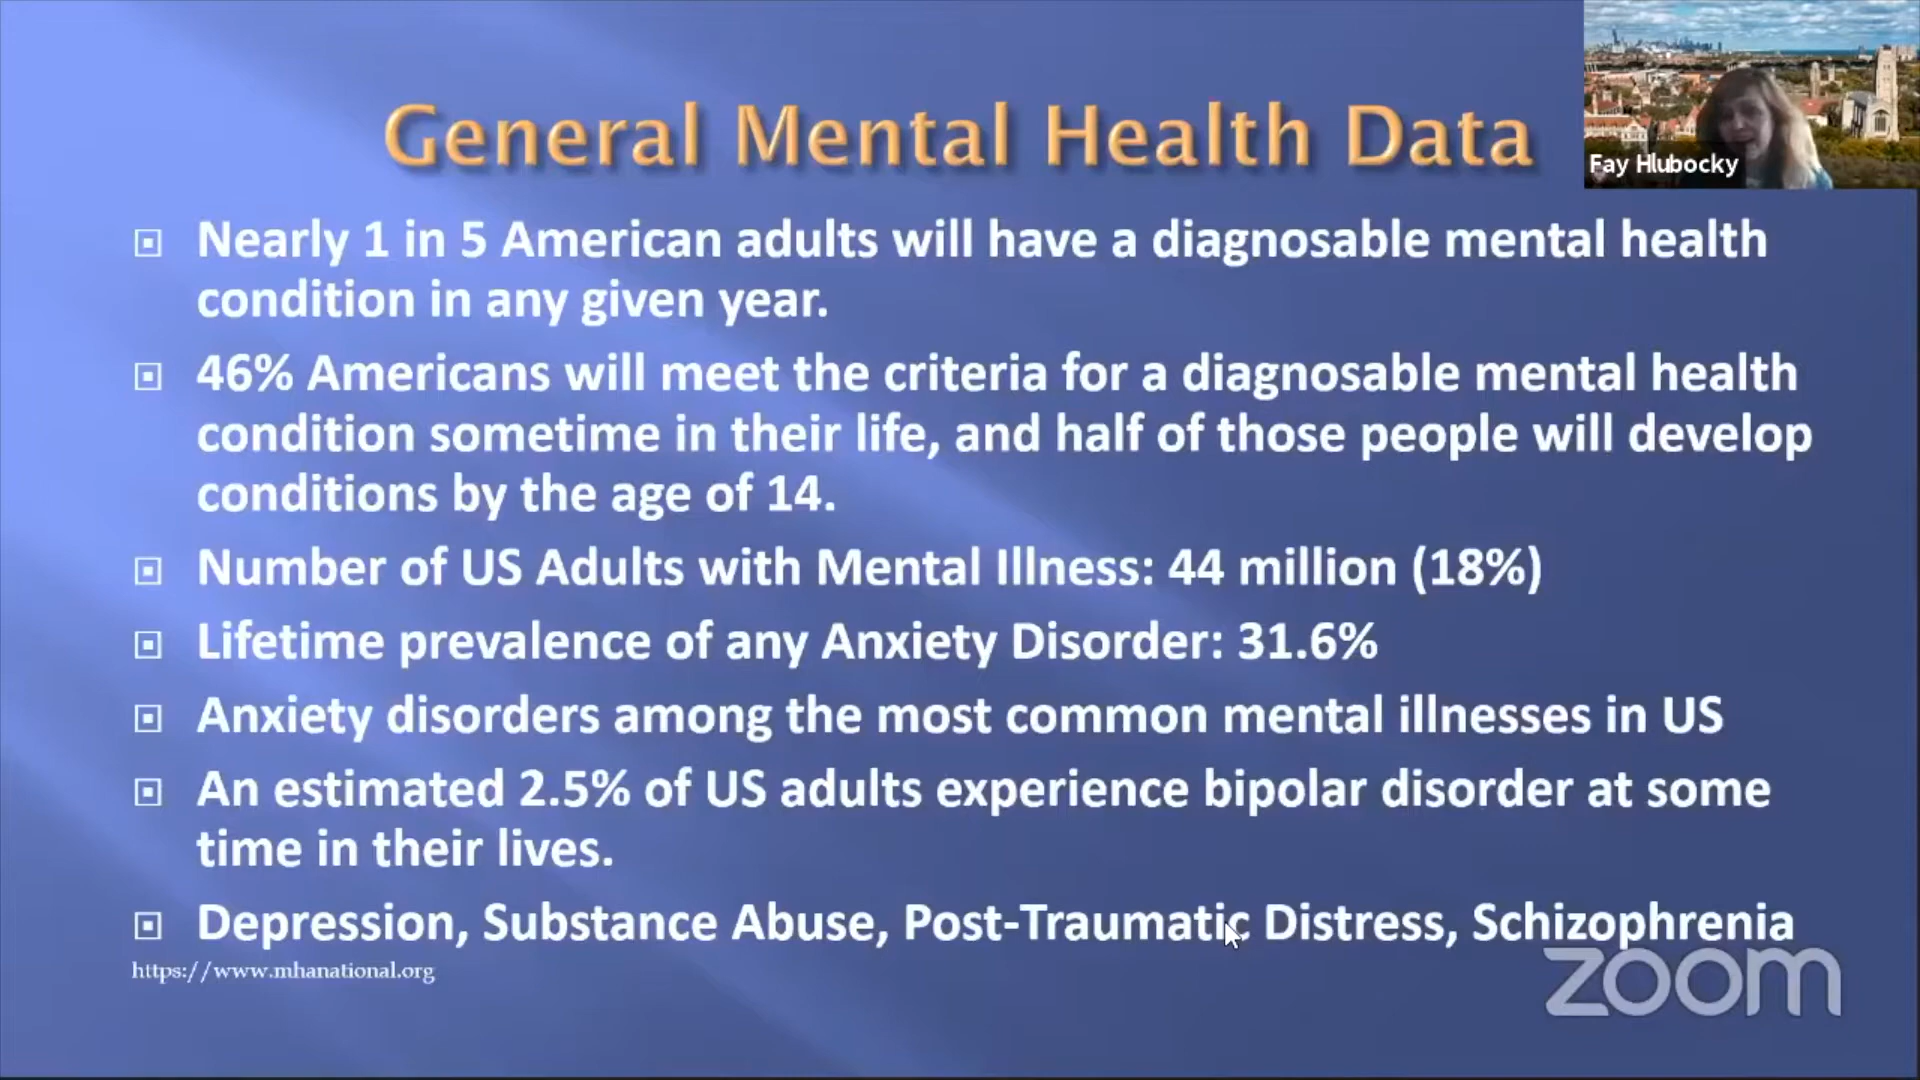 General Mental Health Data
Fay Hlubocky
Nearly 1 in 5 American adults will have a diagnosable mental health
condition in any given year.
46% Americans will meet the criteria for a diagnosable mental health
condition sometime in their life, and half of those people will develop
conditions by the age of 14.
Number of US Adults with Mental Illness: 44 million (18%)
Lifetime prevalence of any Anxiety Disorder: 31.6%
Anxiety disorders among the most common mental illnesses in US
An estimated 2.5% of US adults experience bipolar disorder at some
time in their lives.
Depression, Substance Abuse, Post-Traumatic Distress, Schizophrenia
https://www.mhanational.org
zoom